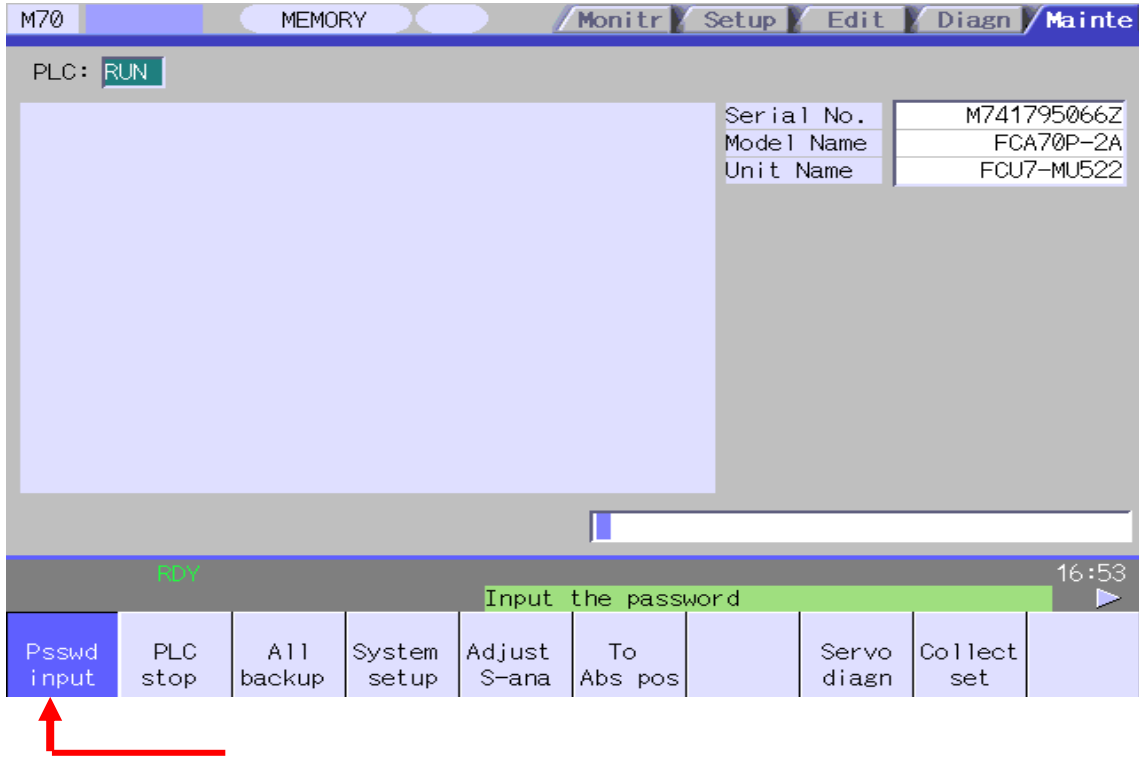 M70 MEMORY Monitr Setup Edit Diagn Mainte
PLC: RUN
Serial No. M741795066Z
Model Name FCA70P-2A
Unit Name FCU7-MU522
RDY 16:53
Input the password
Psswd input PLC stop All backup System setup Adjust S-ana To Abs pos Servo diagn Collect set